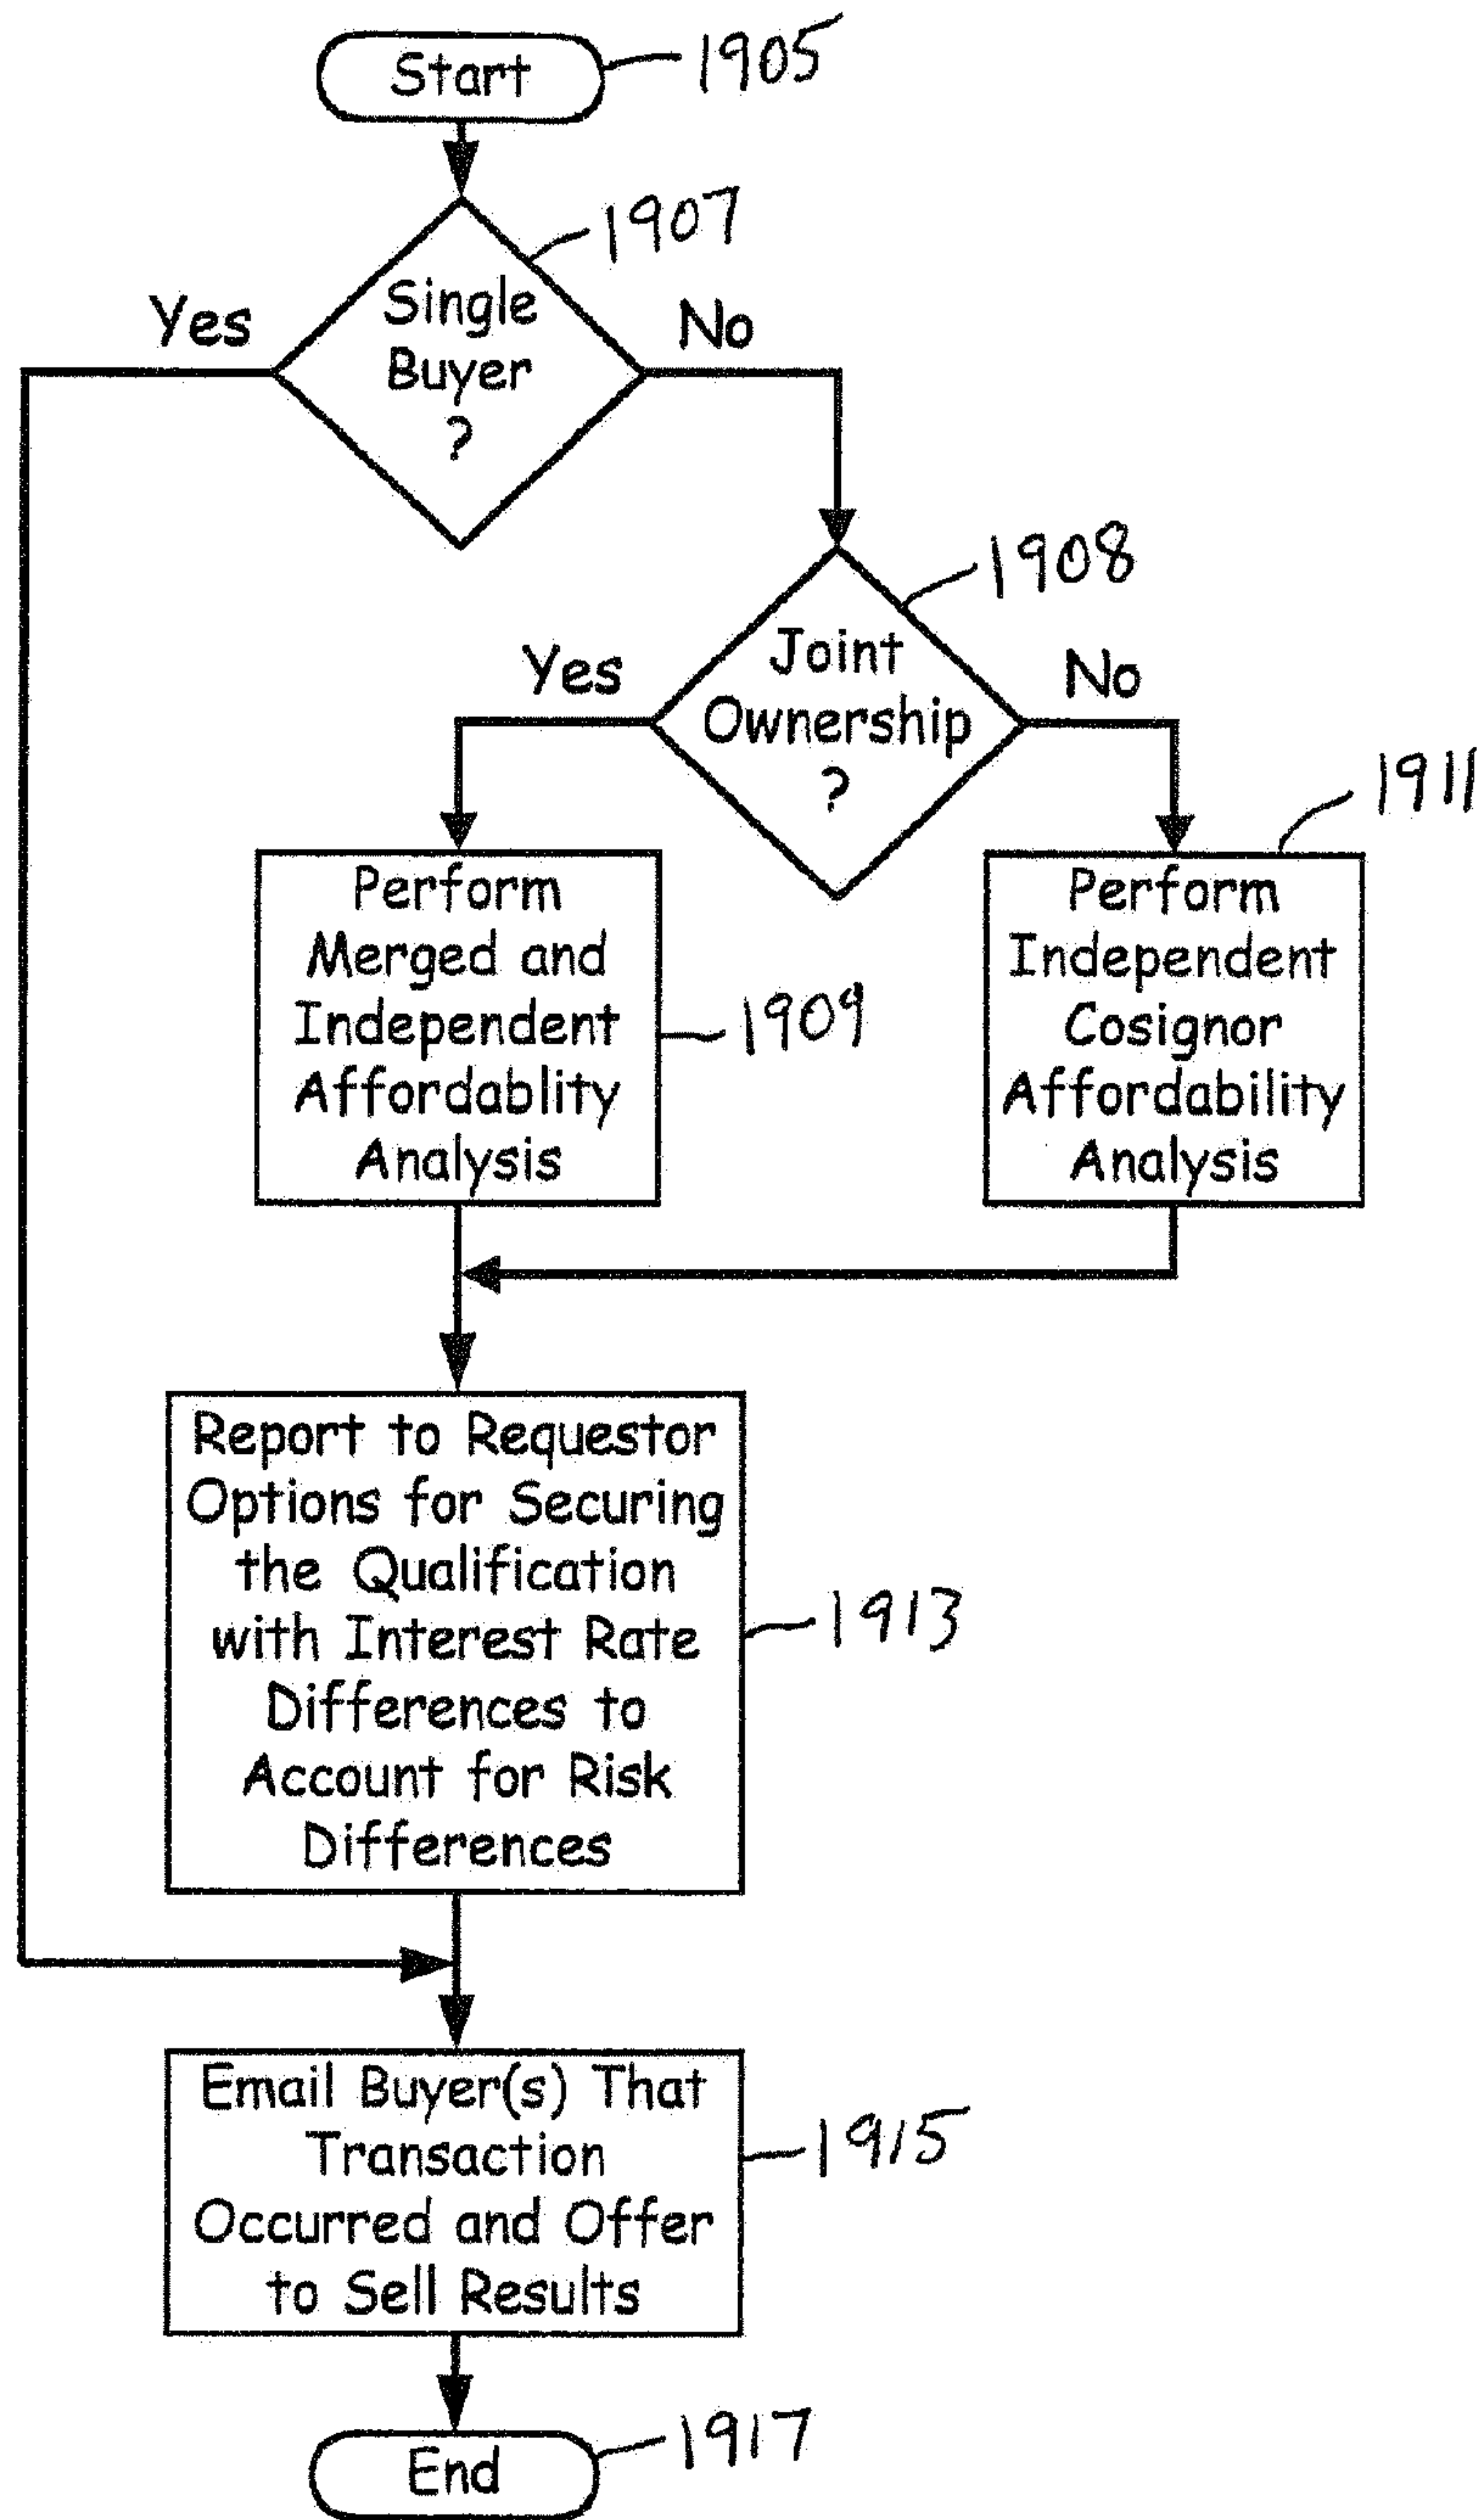 Start
1905
1907
Single
Buyer
?
Yes
No
1908
Joint
Ownership
?
Yes
No
1911
Perform
Merged and
Independent
Affordablity
Analysis
1909
Perform
Independent
Cosignor
Affordability
Analysis
Report to Requestor
Options for Securing
the Qualification
with Interest Rate
Differences to
Account for Risk
Differences
1913
Email Buyer(s) That
Transaction
Occurred and Offer
to Sell Results
1915
End
1917